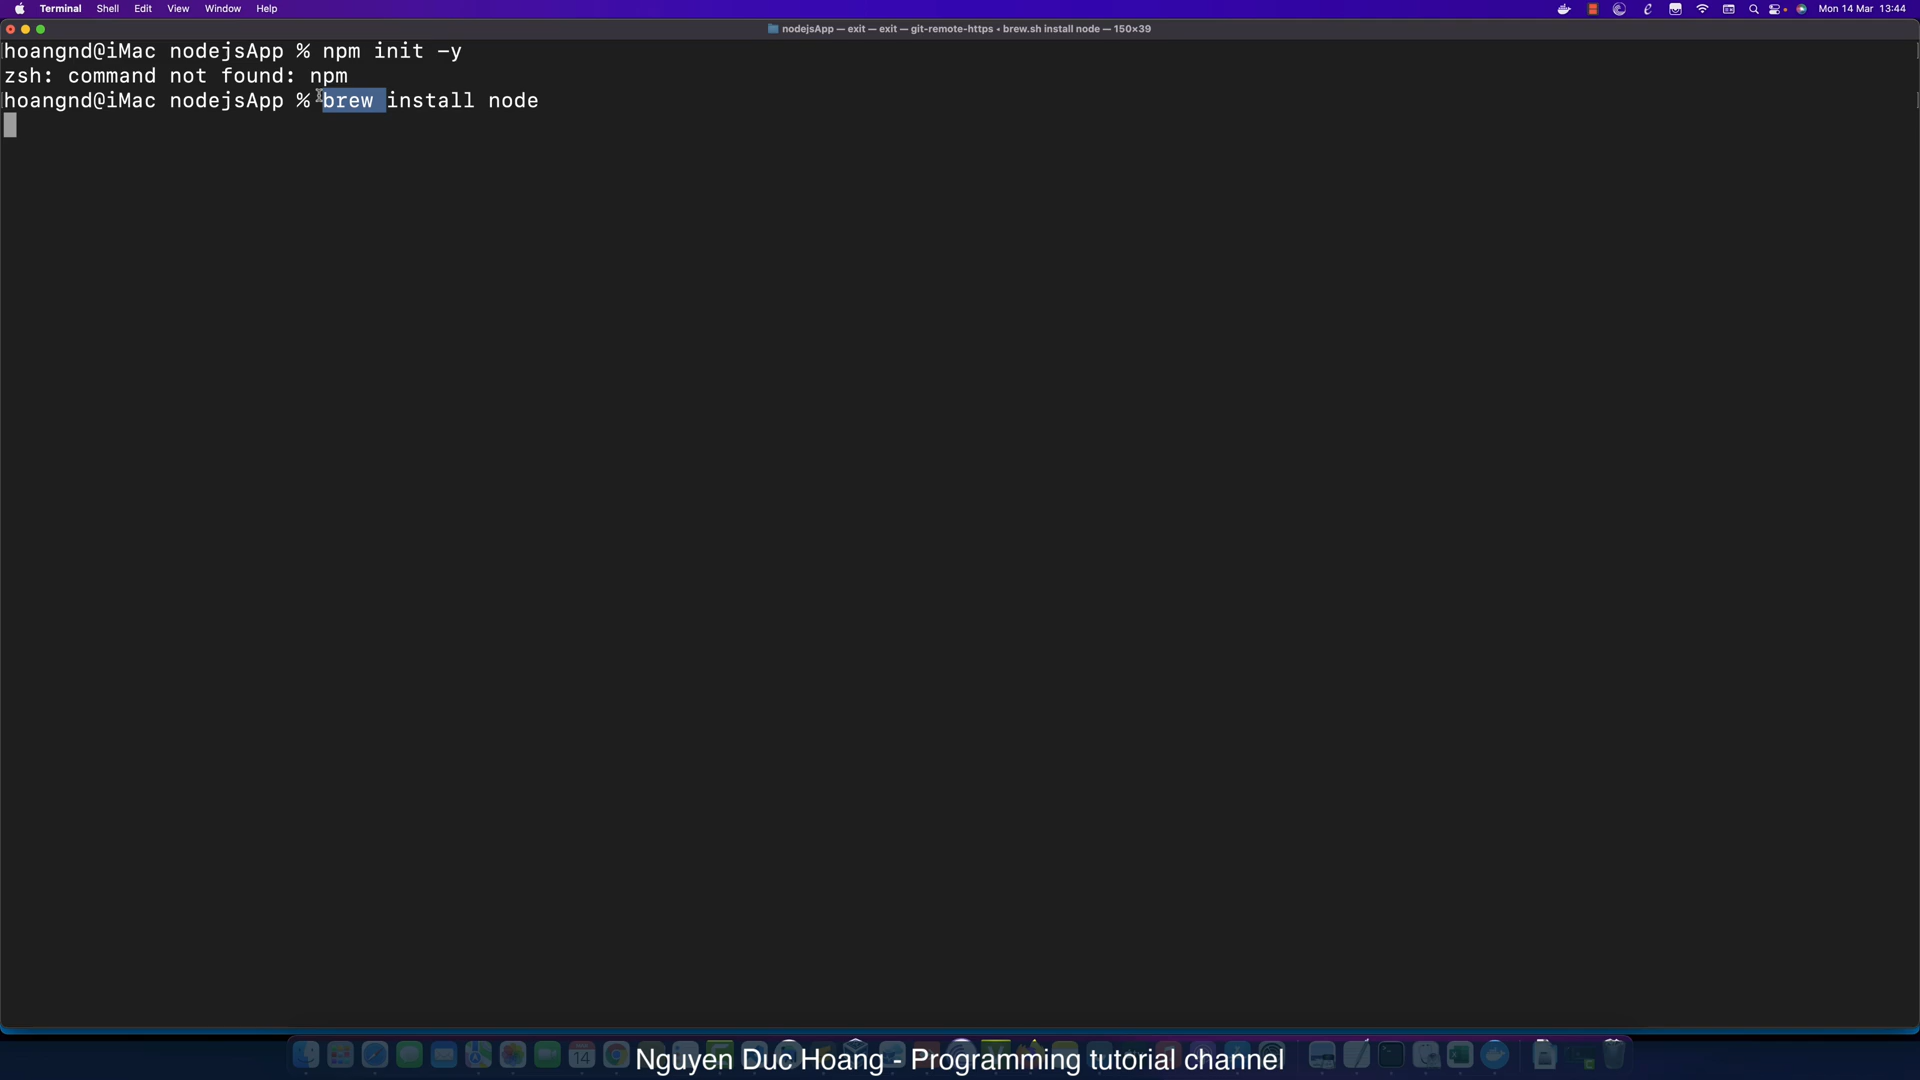 Terminal Shell Edit View Window Help Mon 14 Mar 13:44
nodejsApp — exit — exit — git-remote-https ◂ brew.sh install node — 150×39
hoangnd@iMac nodejsApp % npm init -y
zsh: command not found: npm
hoangnd@iMac nodejsApp % brew install node
14
Nguyen Duc Hoang - Programming tutorial channel